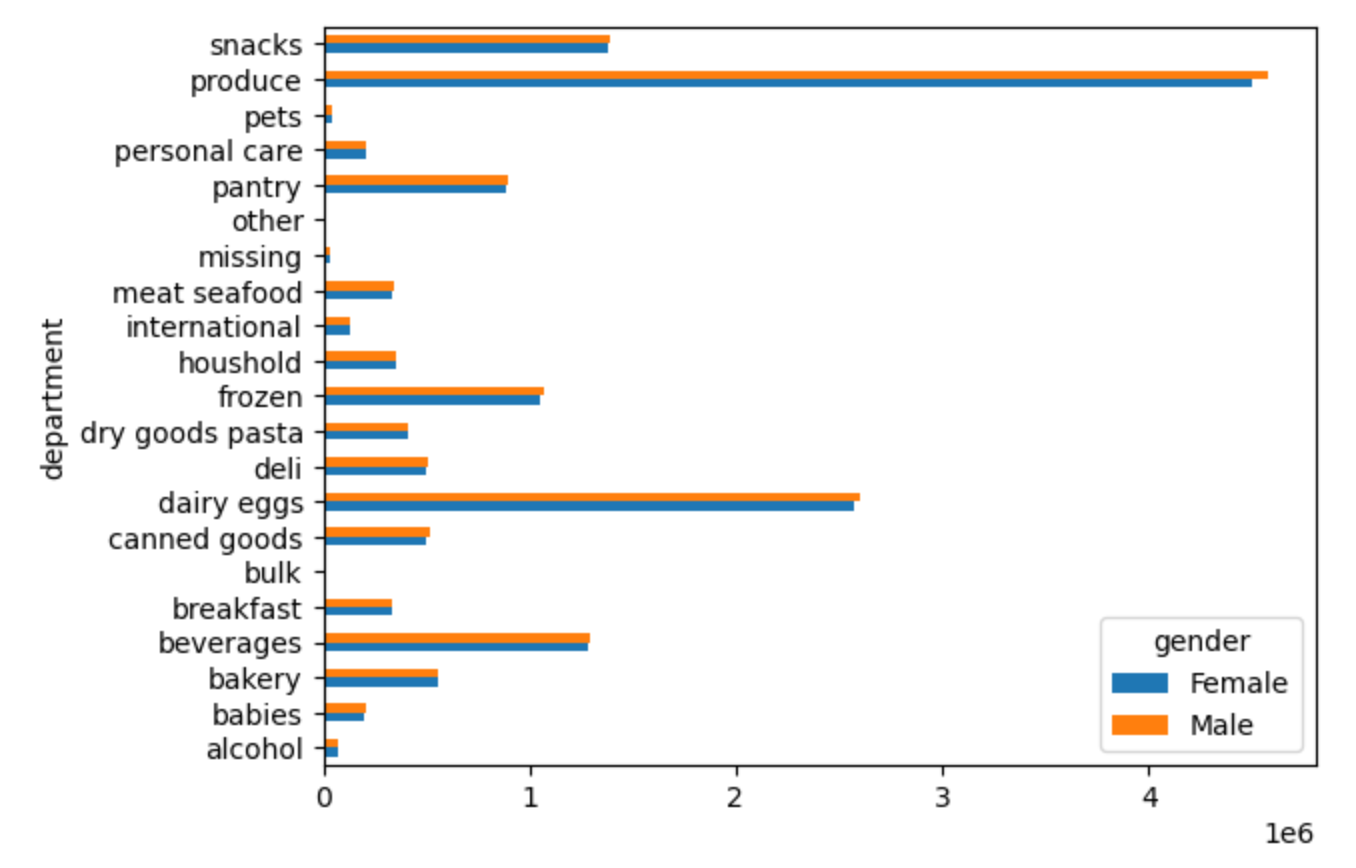 snacks
produce
pets
personal care
pantry
other
missing
meat seafood
international
houshold
frozen
dry goods pasta
deli
dairy eggs
canned goods
bulk
breakfast
beverages
bakery
babies
alcohol
department
gender
Female
Male
0 1 2 3 4
1e6